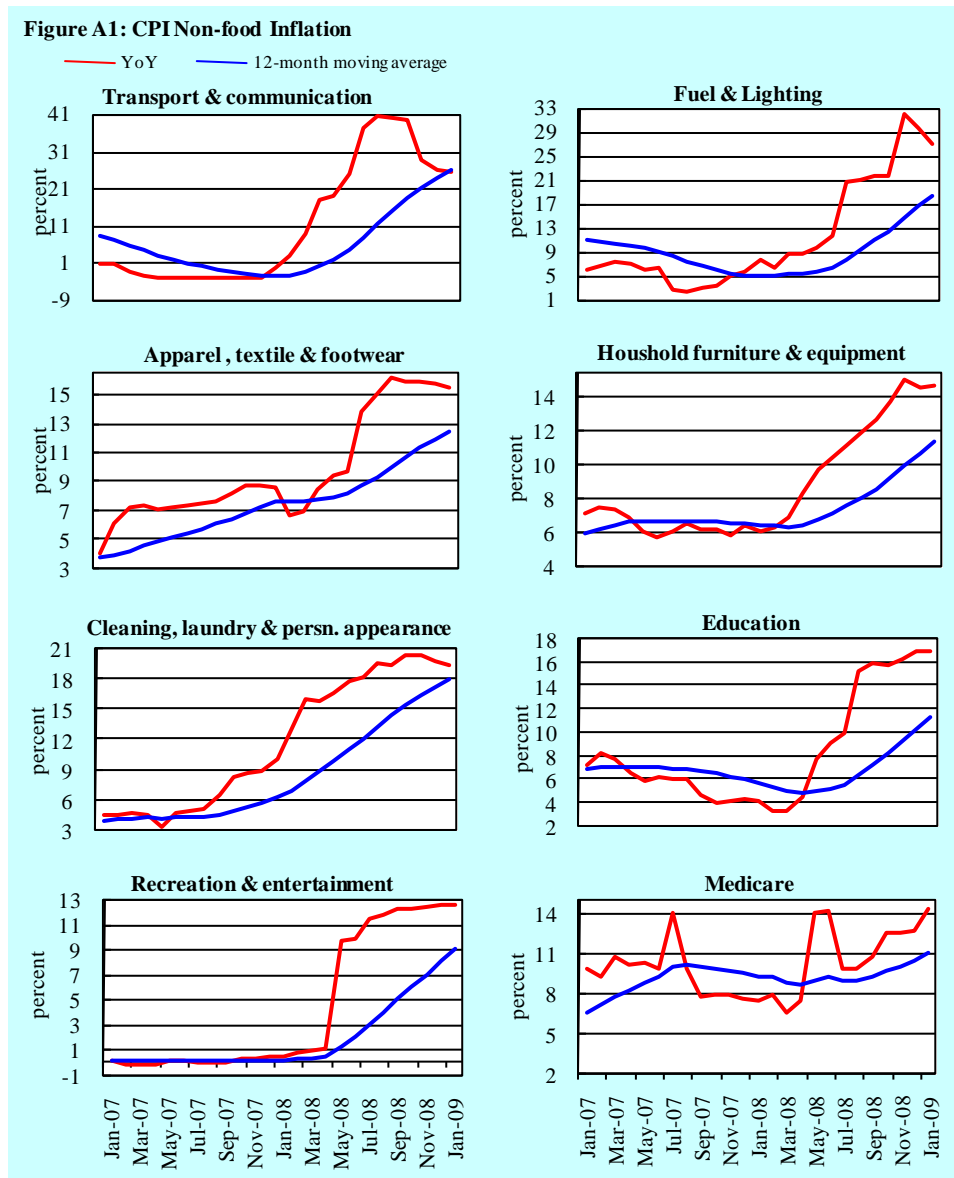 Figure A1: CPI Non-food Inflation
YoY 12-month moving average
Transport & communication
percent
41
31
21
11
1
-9
Fuel & Lighting
percent
33
29
25
21
17
13
9
5
1
Apparel , textile & footwear
percent
15
13
11
9
7
5
3
Houshold furniture & equipment
percent
14
12
10
8
6
4
Cleaning, laundry & persn. appearance
percent
21
18
15
12
9
6
3
Education
percent
18
16
14
12
10
8
6
4
2
Recreation & entertainment
percent
13
11
9
7
5
3
1
-1
Jan-07
Mar-07
May-07
Jul-07
Sep-07
Nov-07
Jan-08
Mar-08
May-08
Jul-08
Sep-08
Nov-08
Jan-09
Medicare
percent
14
11
8
5
2
Jan-07
Mar-07
May-07
Jul-07
Sep-07
Nov-07
Jan-08
Mar-08
May-08
Jul-08
Sep-08
Nov-08
Jan-09